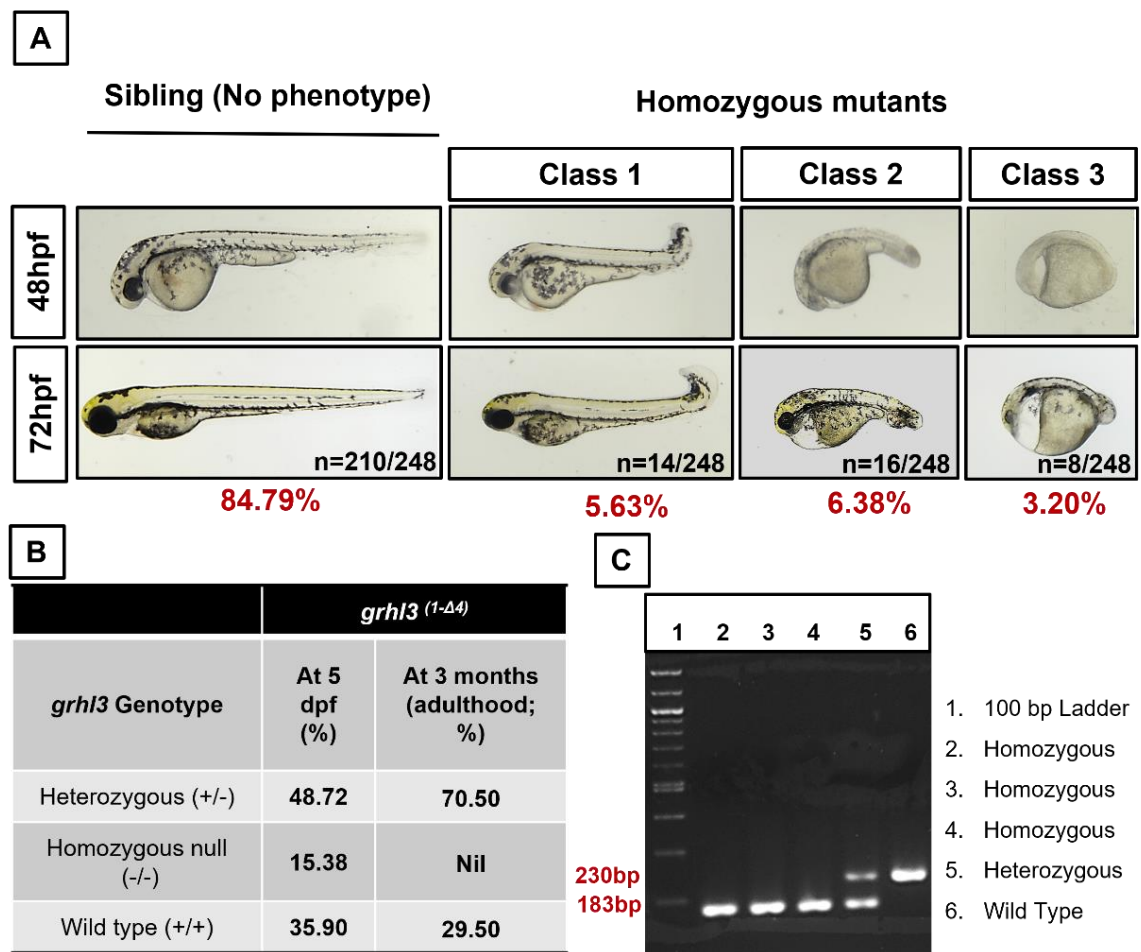 A
Sibling (No phenotype)
Homozygous mutants
Class 1
Class 2
Class 3
48hpf
72hpf
n=210/248
n=14/248
n=16/248
n=8/248
84.79%
5.63%
6.38%
3.20%
B
grhl3 (1-Δ4)
grhl3 Genotype
At 5
dpf
(%)
At 3 months
(adulthood;
%)
Heterozygous (+/-)
48.72
70.50
Homozygous null
(-/-)
15.38
Nil
Wild type (+/+)
35.90
29.50
C
1 2 3 4 5 6
230bp
183bp
1. 100 bp Ladder
2. Homozygous
3. Homozygous
4. Homozygous
5. Heterozygous
6. Wild Type